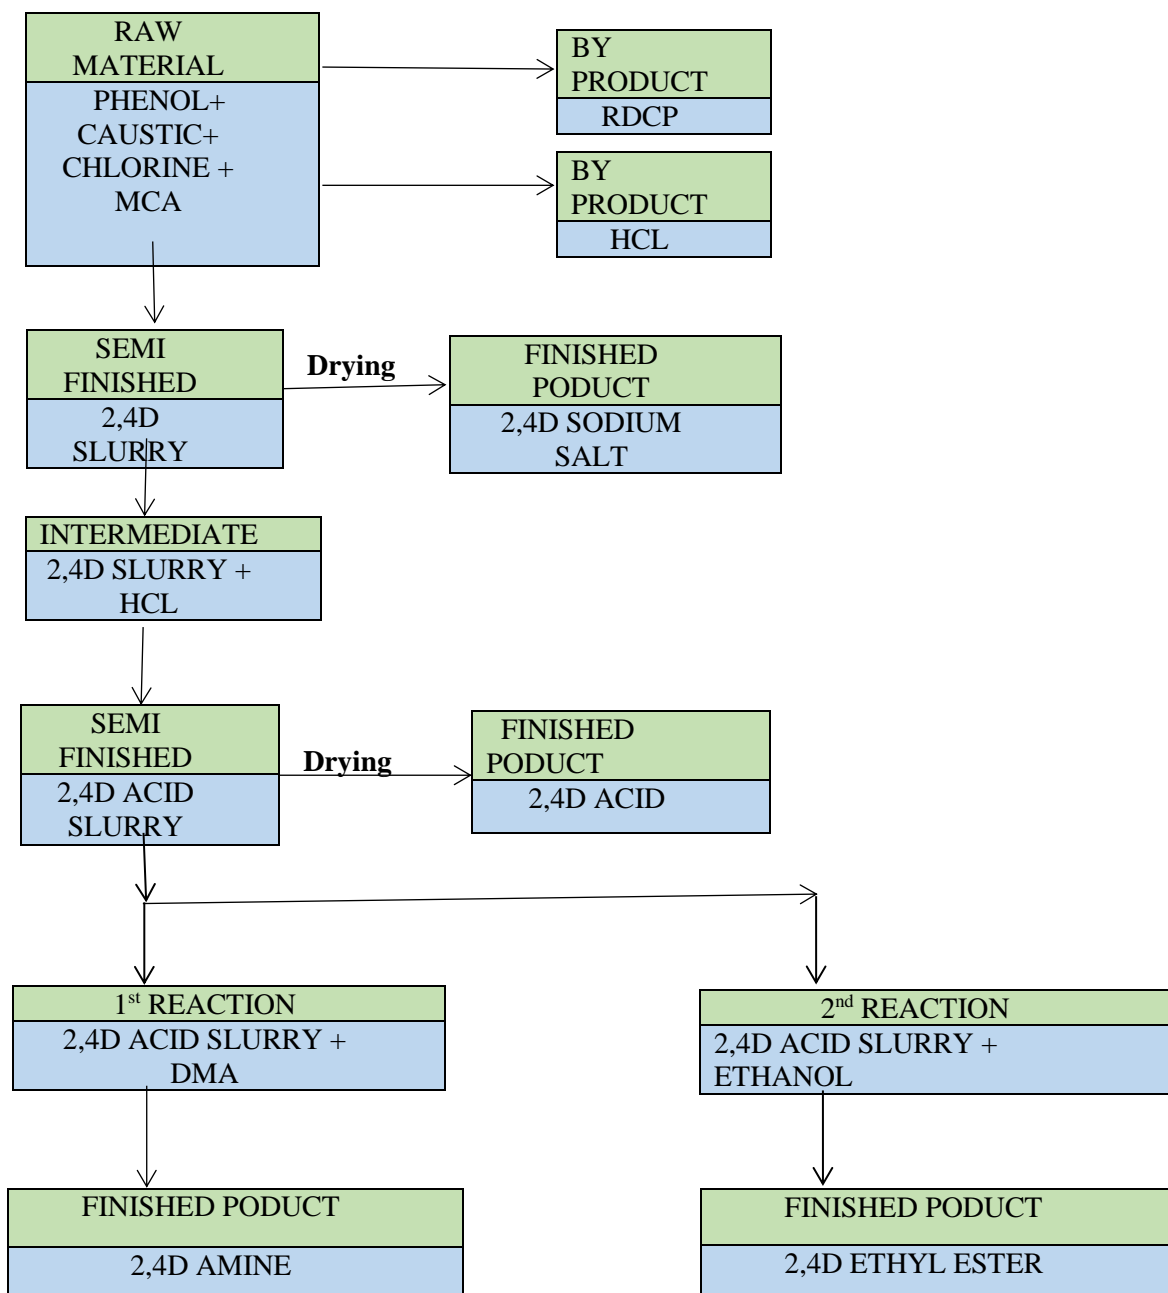 RAW
MATERIAL
PHENOL+
CAUSTIC+
CHLORINE +
MCA
BY
PRODUCT
RDCP
BY
PRODUCT
HCL
SEMI
FINISHED
2,4D
SLURRY
Drying
FINISHED
PODUCT
2,4D SODIUM
SALT
INTERMEDIATE
2,4D SLURRY +
HCL
SEMI
FINISHED
2,4D ACID
SLURRY
Drying
FINISHED
PODUCT
2,4D ACID
1st REACTION
2,4D ACID SLURRY +
DMA
2nd REACTION
2,4D ACID SLURRY +
ETHANOL
FINISHED PODUCT
2,4D AMINE
FINISHED PODUCT
2,4D ETHYL ESTER